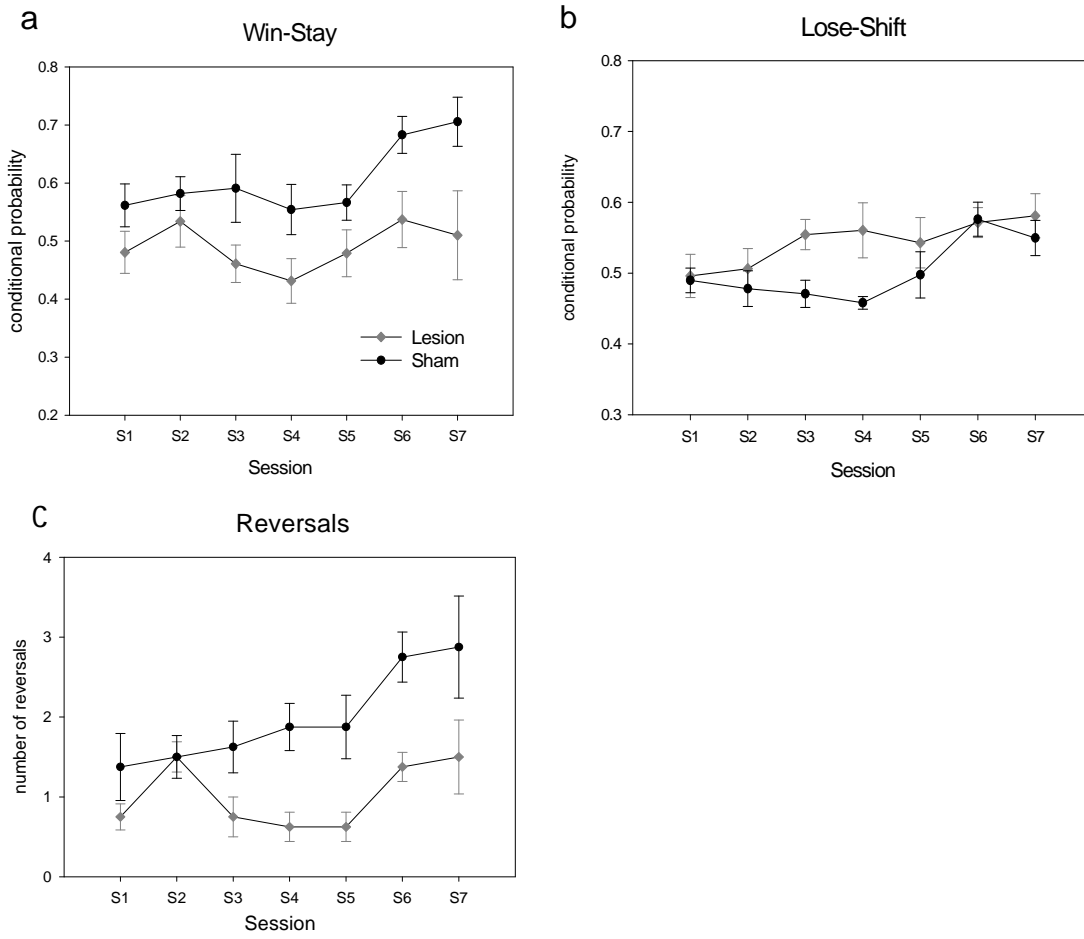 a
Win-Stay
0.8
0.7
0.6
0.5
0.4
0.3
0.2
conditional probability
Lesion
Sham
S1 S2 S3 S4 S5 S6 S7
Session
b
Lose-Shift
0.8
0.7
0.6
0.5
0.4
0.3
conditional probability
S1 S2 S3 S4 S5 S6 S7
Session
C
Reversals
4
3
2
1
0
number of reversals
S1 S2 S3 S4 S5 S6 S7
Session